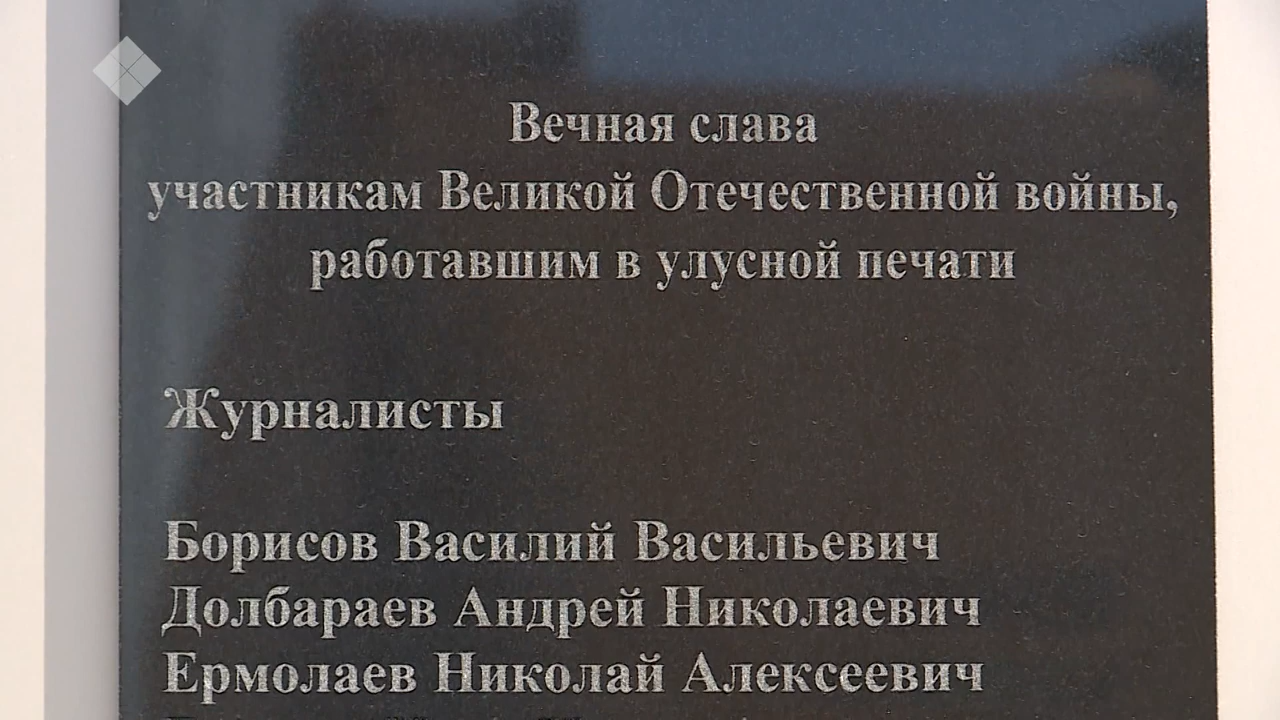 Вечная слава
участникам Великой Отечественной войны,
работавшим в улусной печати
Журналисты
Борисов Василий Васильевич
Долбараев Андрей Николаевич
Ермолаев Николай Алексеевич